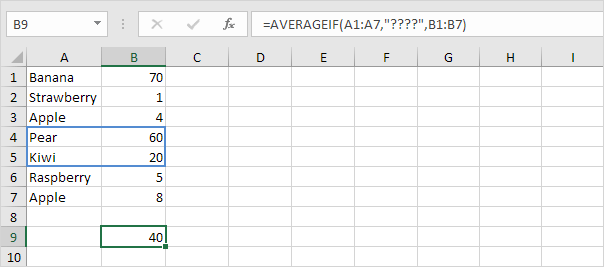 B9 fx =AVERAGEIF(A1:A7,"????",B1:B7)
A B C D E F G H I
1 Banana 70
2 Strawberry 1
3 Apple 4
4 Pear 60
5 Kiwi 20
6 Raspberry 5
7 Apple 8
8
9 40
10